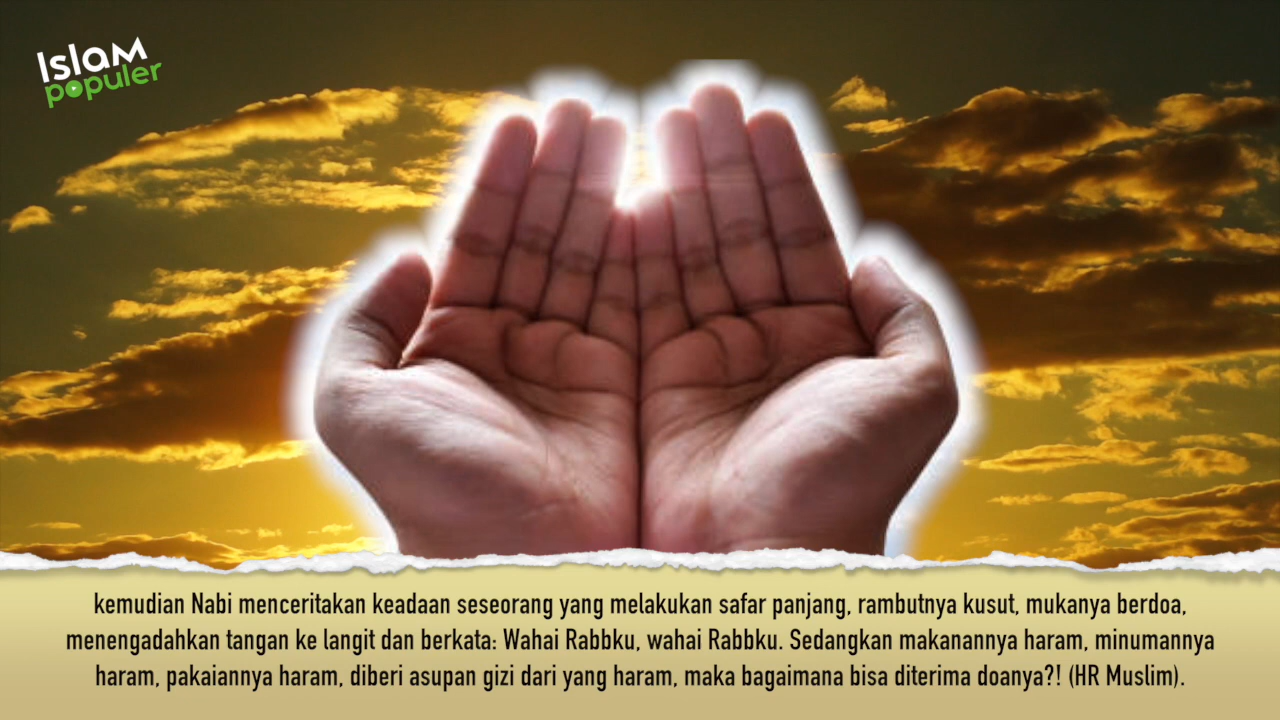 Islam
populer
kemudian Nabi menceritakan keadaan seseorang yang melakukan safar panjang, rambutnya kusut, mukanya berdoa,
menengadahkan tangan ke langit dan berkata: Wahai Rabbku, wahai Rabbku. Sedangkan makanannya haram, minumannya
haram, pakaiannya haram, diberi asupan gizi dari yang haram, maka bagaimana bisa diterima doanya?! (HR Muslim).